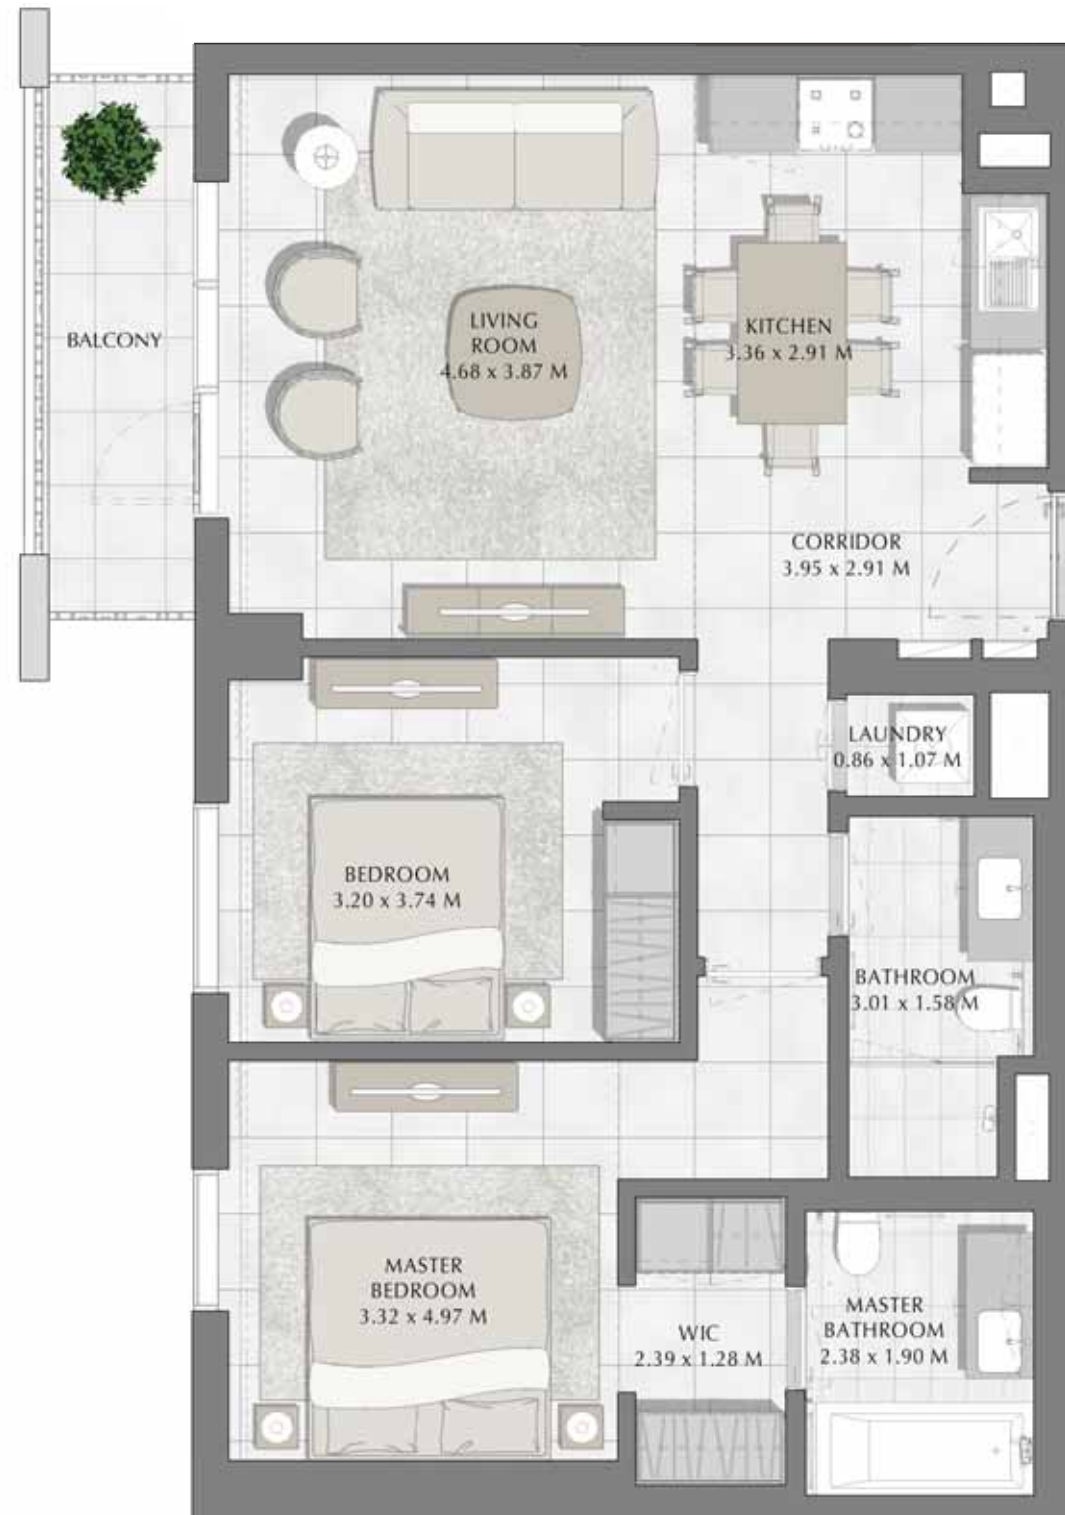 BALCONY
LIVING
ROOM
4.68 x 3.87 M
KITCHEN
3.36 x 2.91 M
CORRIDOR
3.95 x 2.91 M
LAUNDRY
0.86 x 1.07 M
BEDROOM
3.20 x 3.74 M
BATHROOM
3.01 x 1.58 M
MASTER
BEDROOM
3.32 x 4.97 M
WIC
2.39 x 1.28 M
MASTER
BATHROOM
2.38 x 1.90 M